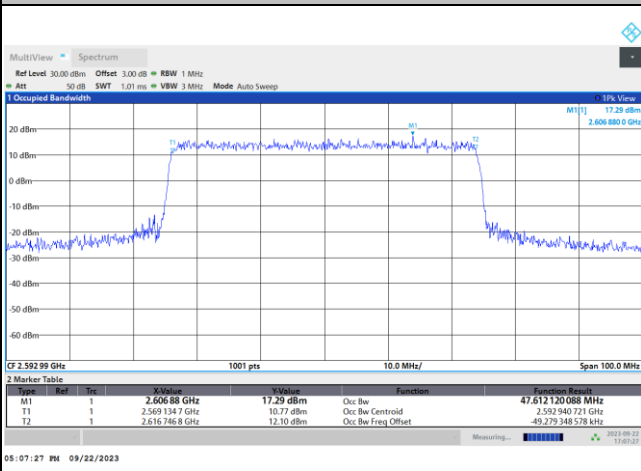 MultiView Spectrum
Ref Level 30.00 dBm Offset 3.00 dB RBW 1 MHz
Att 50 dB SWT 1.01 ms VBW 3 MHz Mode Auto Sweep
1 Occupied Bandwidth 1Pk View
M1[1] 17.29 dBm
2.606 880 0 GHz
M1
20 dBm
T1 T2
10 dBm
0 dBm
-10 dBm
-20 dBm
-30 dBm
-40 dBm
-50 dBm
-60 dBm
CF 2.592 99 GHz 1001 pts 10.0 MHz/ Span 100.0 MHz
2 Marker Table
Type Ref Trc X-Value Y-Value Function Function Result
M1 1 2.606 88 GHz 17.29 dBm Occ Bw 47.612 120 088 MHz
T1 1 2.569 134 7 GHz 10.77 dBm Occ Bw Centroid 2.592 940 721 GHz
T2 1 2.616 746 8 GHz 12.10 dBm Occ Bw Freq Offset -49.279 348 578 kHz
Measuring... 2023-09-22
17:07:27
05:07:27 PM 09/22/2023